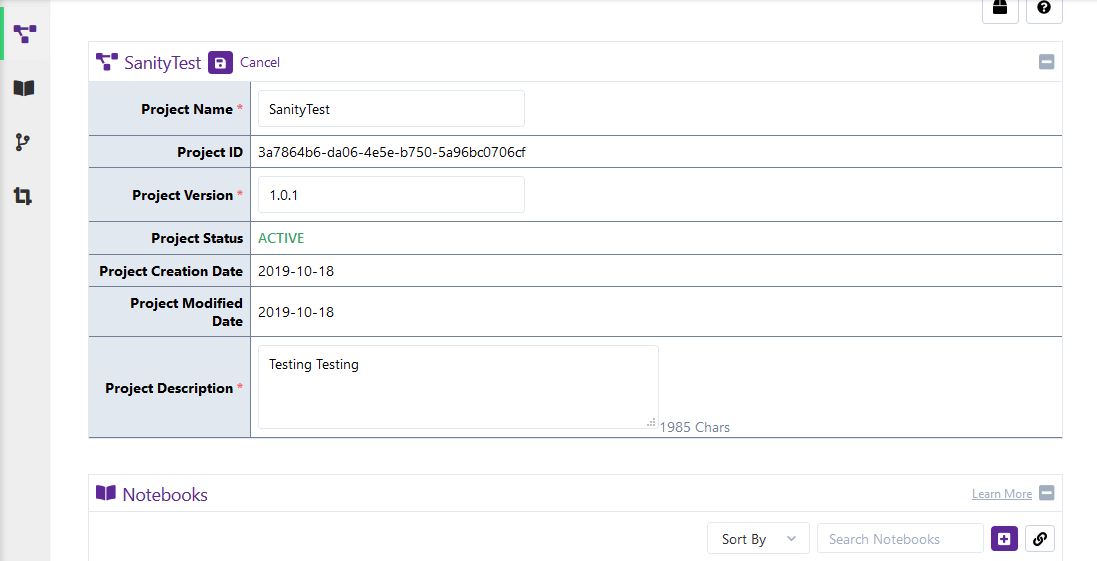 SanityTest Cancel
Project Name * SanityTest
Project ID 3a7864b6-da06-4e5e-b750-5a96bc0706cf
Project Version * 1.0.1
Project Status ACTIVE
Project Creation Date 2019-10-18
Project Modified
Date 2019-10-18
Project Description * Testing Testing
1985 Chars
Notebooks Learn More
Sort By Search Notebooks